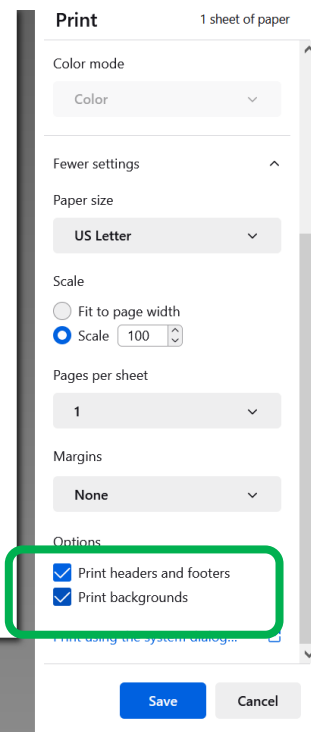 Print 1 sheet of paper
Color mode
Color
Fewer settings
Paper size
US Letter
Scale
Fit to page width
Scale 100
Pages per sheet
1
Margins
None
Options
Print headers and footers
Print backgrounds
Print using the system dialog...
Save Cancel